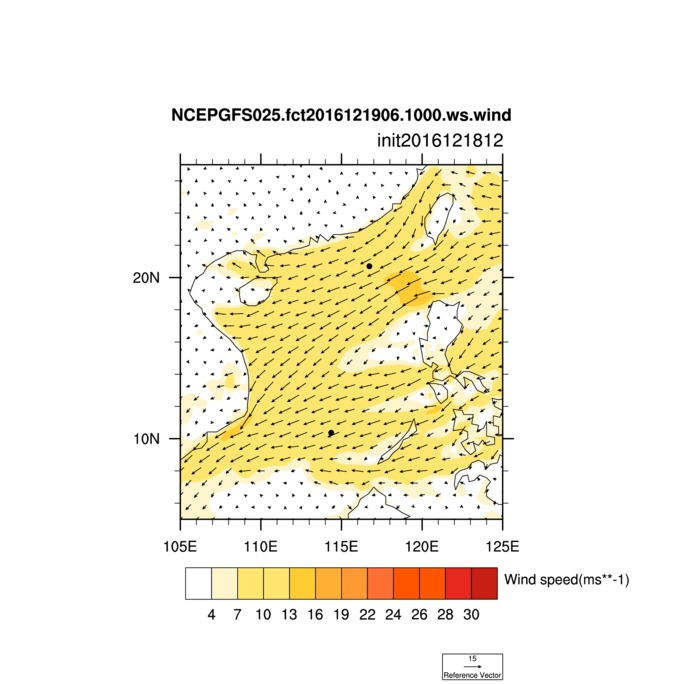 NCEPGFS025.fct2016121906.1000.ws.wind
init2016121812
20N
10N
105E 110E 115E 120E 125E
4 7 10 13 16 19 22 24 26 28 30
Wind speed(ms**-1)
15
Reference Vector